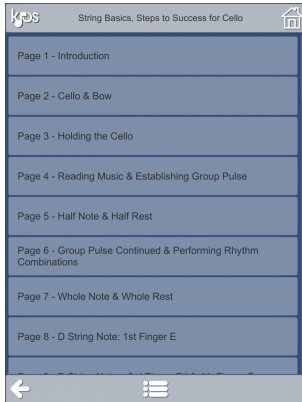 kjos
String Basics, Steps to Success for Cello
Page 1 - Introduction
Page 2 - Cello & Bow
Page 3 - Holding the Cello
Page 4 - Reading Music & Establishing Group Pulse
Page 5 - Half Note & Half Rest
Page 6 - Group Pulse Continued & Performing Rhythm
Combinations
Page 7 - Whole Note & Whole Rest
Page 8 - D String Note: 1st Finger E